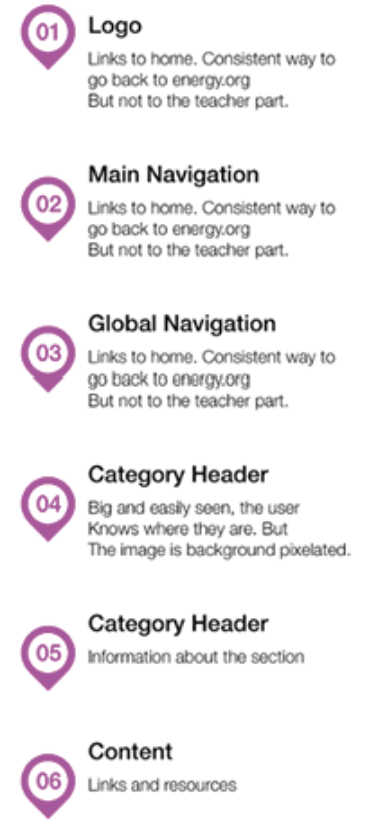 01
Logo
Links to home. Consistent way to
go back to energy.org
But not to the teacher part.
02
Main Navigation
Links to home. Consistent way to
go back to energy.org
But not to the teacher part.
03
Global Navigation
Links to home. Consistent way to
go back to energy.org
But not to the teacher part.
04
Category Header
Big and easily seen, the user
Knows where they are. But
The image is background pixelated.
05
Category Header
Information about the section
06
Content
Links and resources